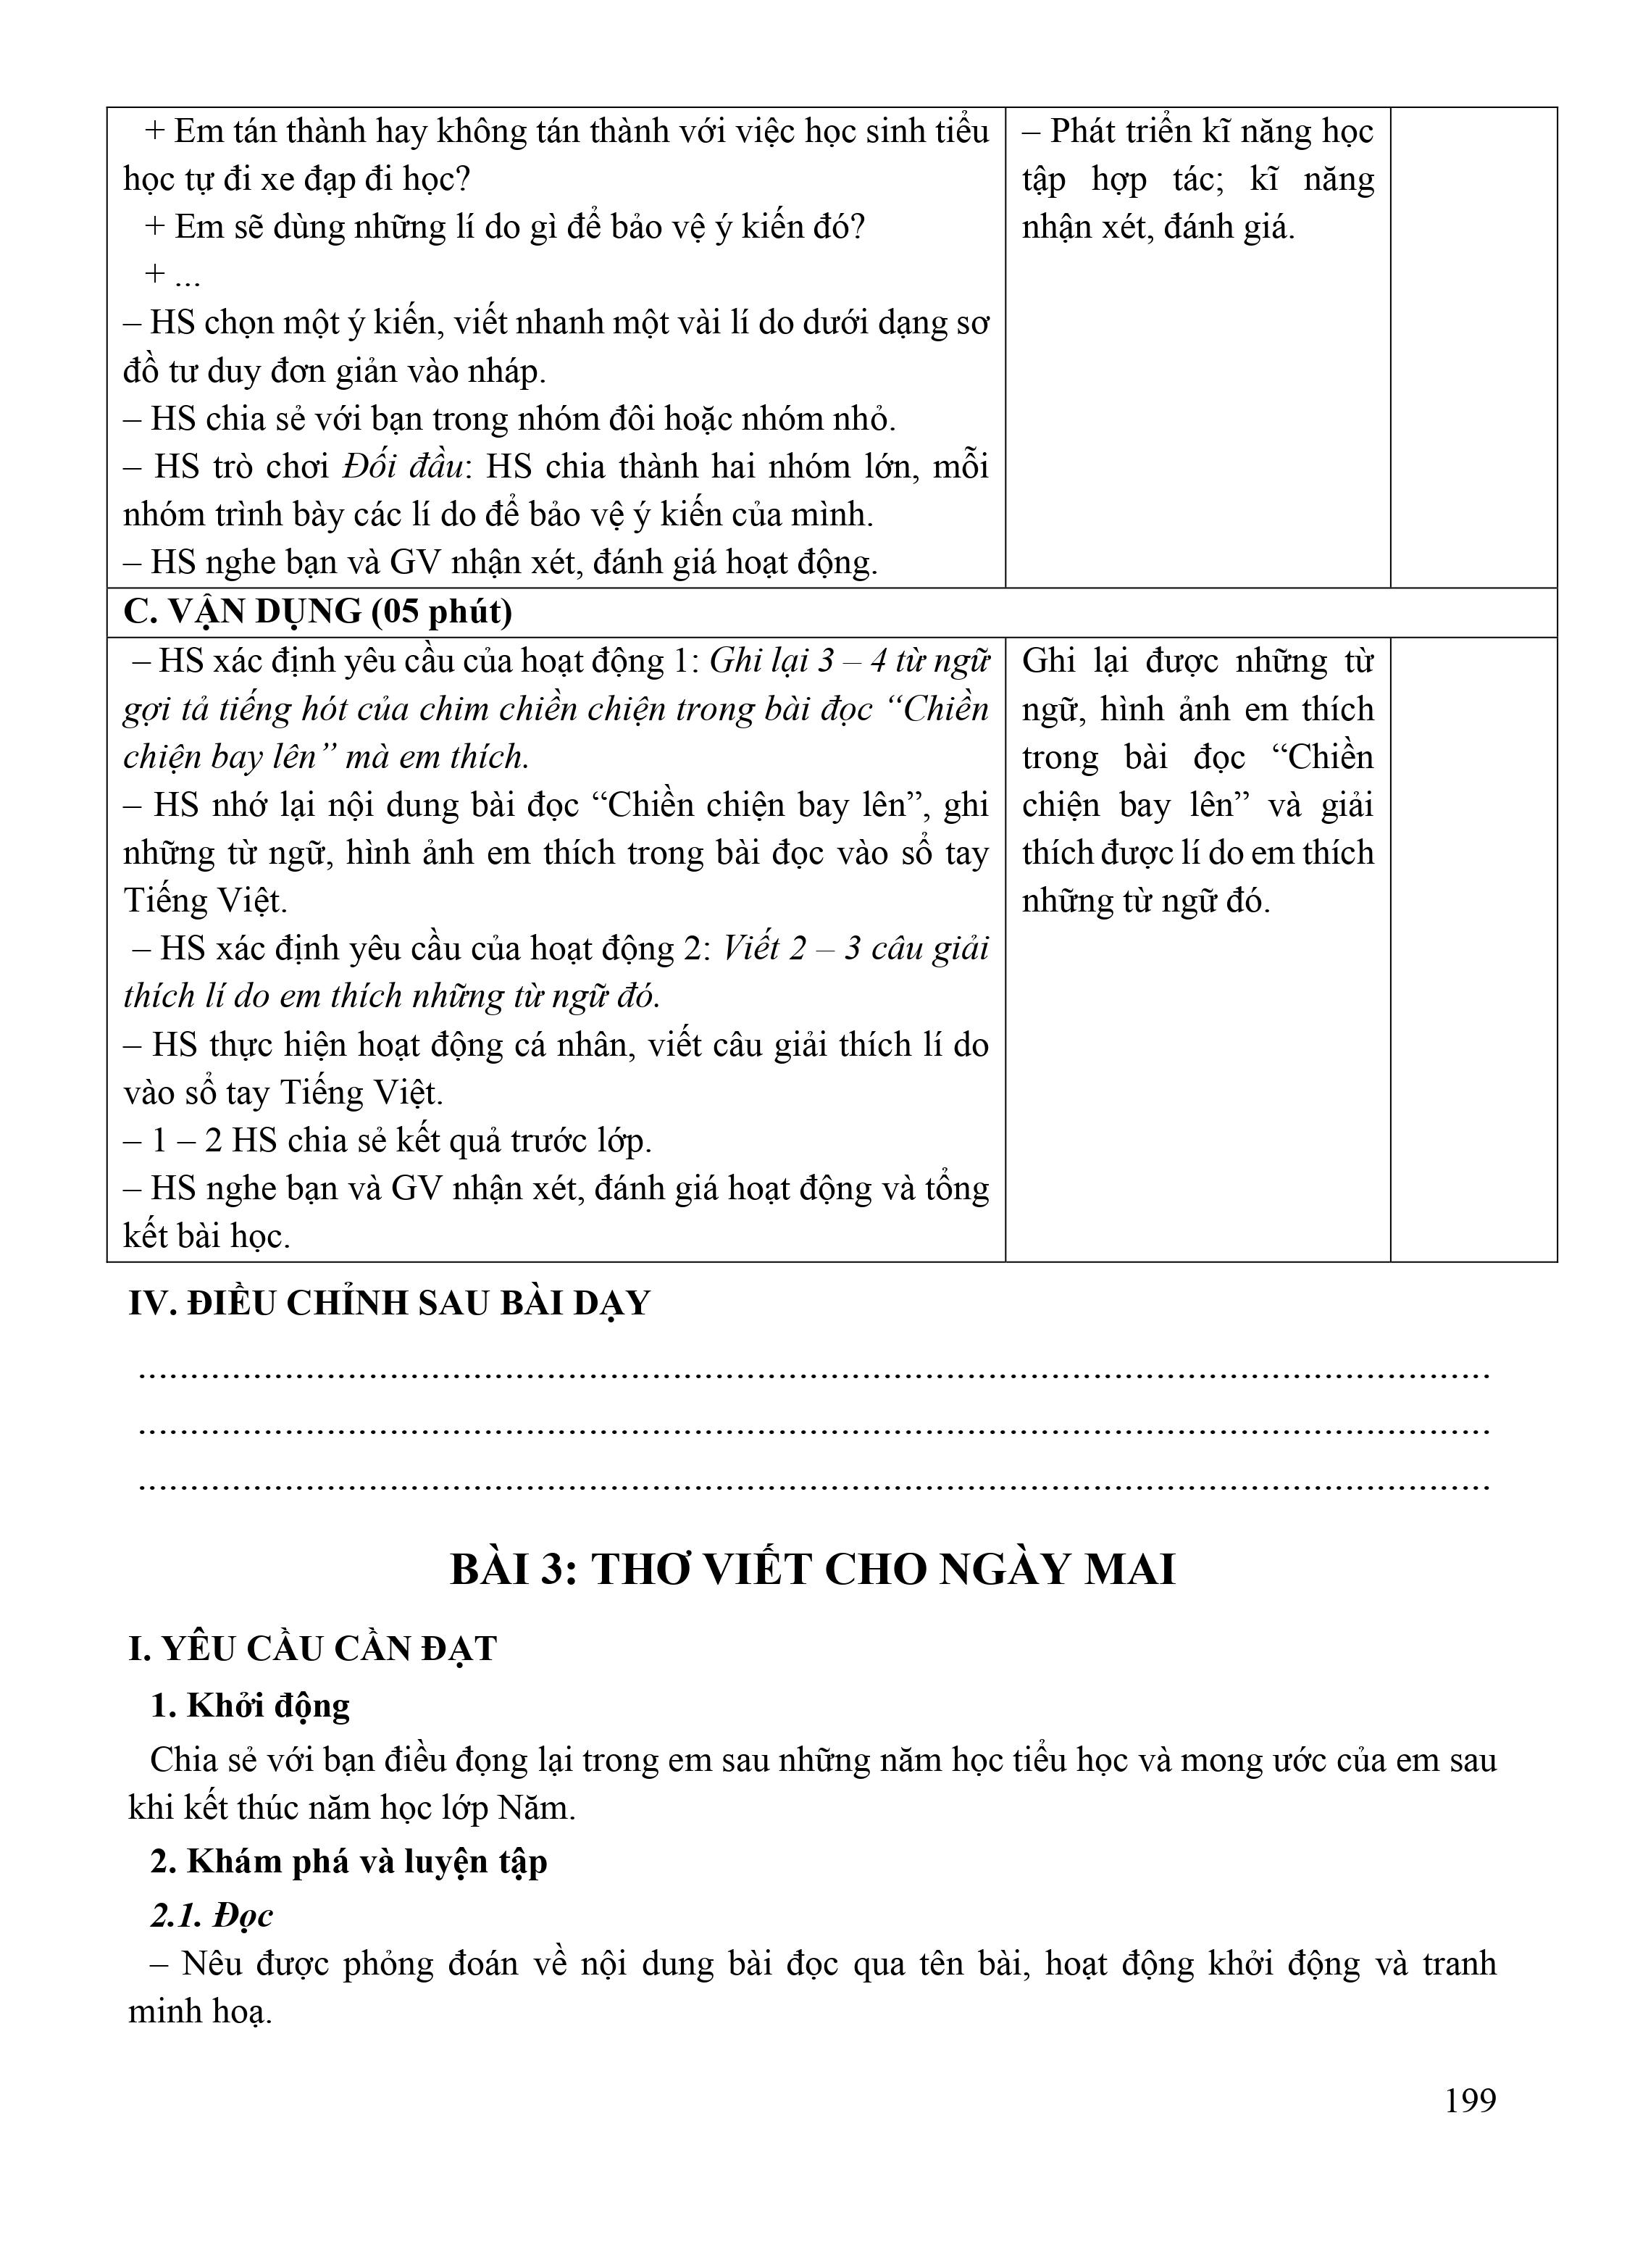 + Em tán thành hay không tán thành với việc học sinh tiểu
học tự đi xe đạp đi học?
+ Em sẽ dùng những lí do gì để bảo vệ ý kiến đó?
+ ...
– HS chọn một ý kiến, viết nhanh một vài lí do dưới dạng sơ
đồ tư duy đơn giản vào nháp.
– HS chia sẻ với bạn trong nhóm đôi hoặc nhóm nhỏ.
– HS trò chơi Đối đầu: HS chia thành hai nhóm lớn, mỗi
nhóm trình bày các lí do để bảo vệ ý kiến của mình.
– HS nghe bạn và GV nhận xét, đánh giá hoạt động.
– Phát triển kĩ năng học
tập hợp tác; kĩ năng
nhận xét, đánh giá.
C. VẬN DỤNG (05 phút)
– HS xác định yêu cầu của hoạt động 1: Ghi lại 3 – 4 từ ngữ
gợi tả tiếng hót của chim chiền chiện trong bài đọc “Chiền
chiện bay lên” mà em thích.
– HS nhớ lại nội dung bài đọc “Chiền chiện bay lên”, ghi
những từ ngữ, hình ảnh em thích trong bài đọc vào sổ tay
Tiếng Việt.
– HS xác định yêu cầu của hoạt động 2: Viết 2 – 3 câu giải
thích lí do em thích những từ ngữ đó.
– HS thực hiện hoạt động cá nhân, viết câu giải thích lí do
vào sổ tay Tiếng Việt.
– 1 – 2 HS chia sẻ kết quả trước lớp.
– HS nghe bạn và GV nhận xét, đánh giá hoạt động và tổng
kết bài học.
Ghi lại được những từ
ngữ, hình ảnh em thích
trong bài đọc “Chiền
chiện bay lên” và giải
thích được lí do em thích
những từ ngữ đó.
IV. ĐIỀU CHỈNH SAU BÀI DẠY
................................................................................
................................................................................
................................................................................
BÀI 3: THƠ VIẾT CHO NGÀY MAI
I. YÊU CẦU CẦN ĐẠT
1. Khởi động
Chia sẻ với bạn điều đọng lại trong em sau những năm học tiểu học và mong ước của em sau
khi kết thúc năm học lớp Năm.
2. Khám phá và luyện tập
2.1. Đọc
– Nêu được phỏng đoán về nội dung bài đọc qua tên bài, hoạt động khởi động và tranh
minh hoạ.
199